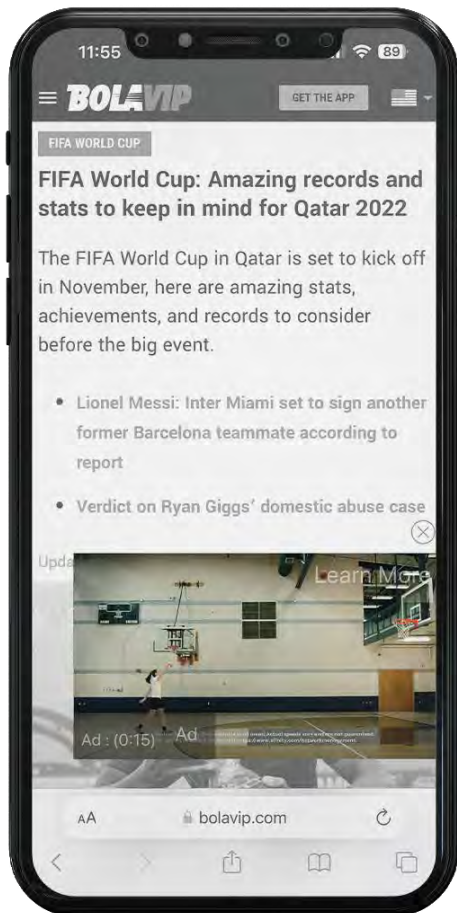 11:55
89
BOLAVIP
GET THE APP
FIFA WORLD CUP
FIFA World Cup: Amazing records and
stats to keep in mind for Qatar 2022
The FIFA World Cup in Qatar is set to kick off
in November, here are amazing stats,
achievements, and records to consider
before the big event.
• Lionel Messi: Inter Miami set to sign another
former Barcelona teammate according to
report
• Verdict on Ryan Giggs’ domestic abuse case
Upda
Learn More
Ad : (0:15)
Ad
AA
bolavip.com